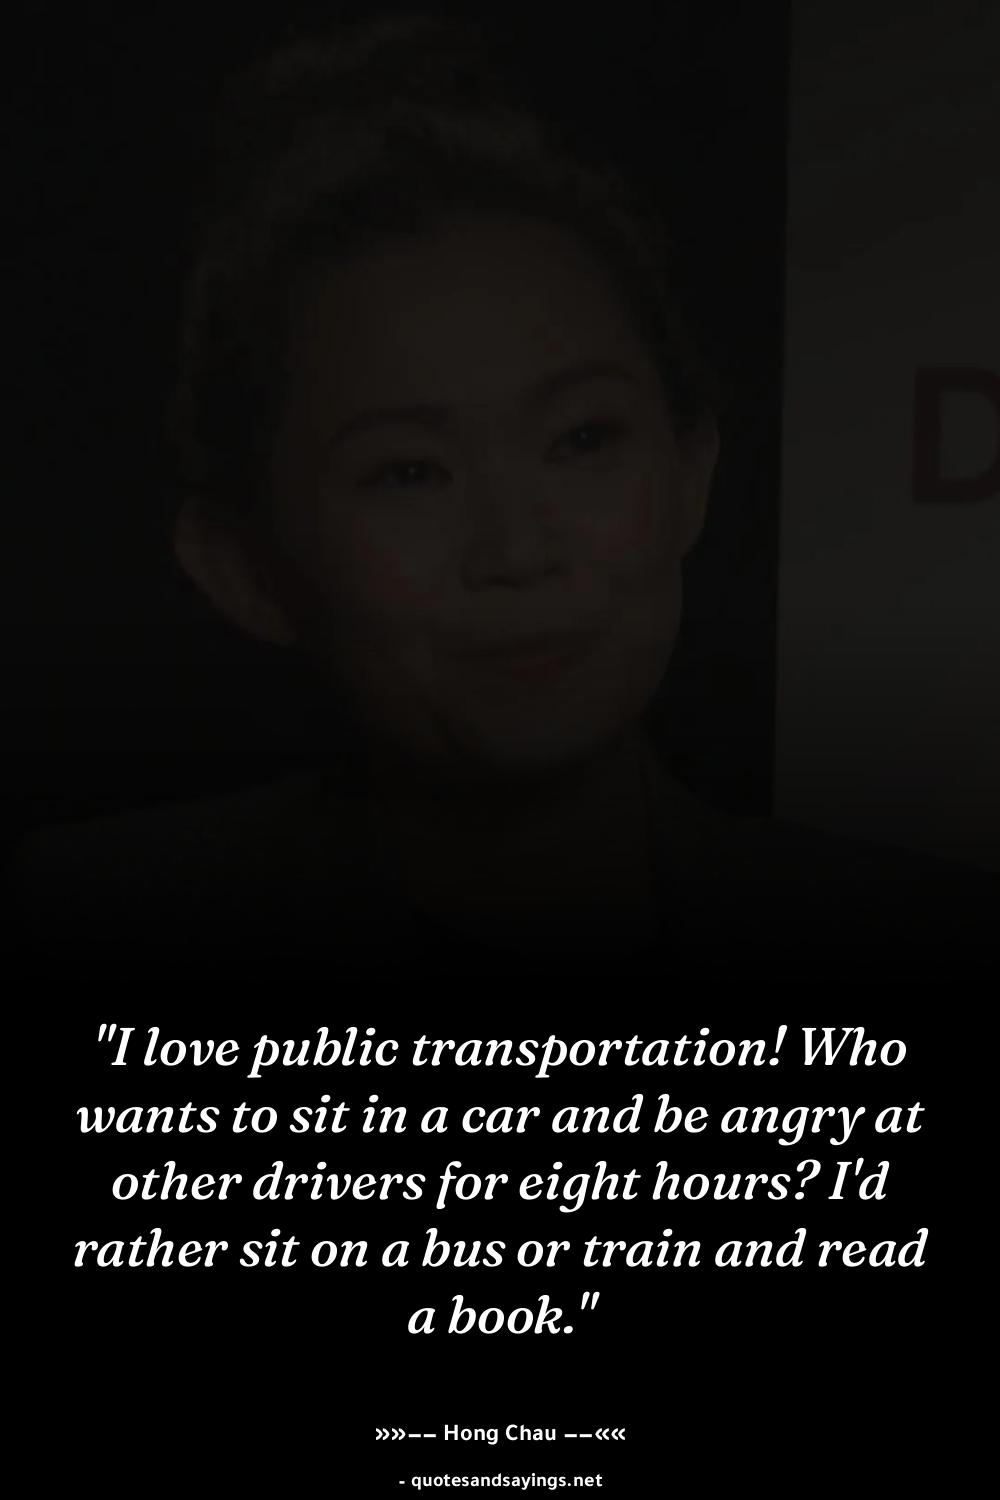 D
"I love public transportation! Who
wants to sit in a car and be angry at
other drivers for eight hours? I'd
rather sit on a bus or train and read
a book."
»»–– Hong Chau ––««
- quotesandsayings.net